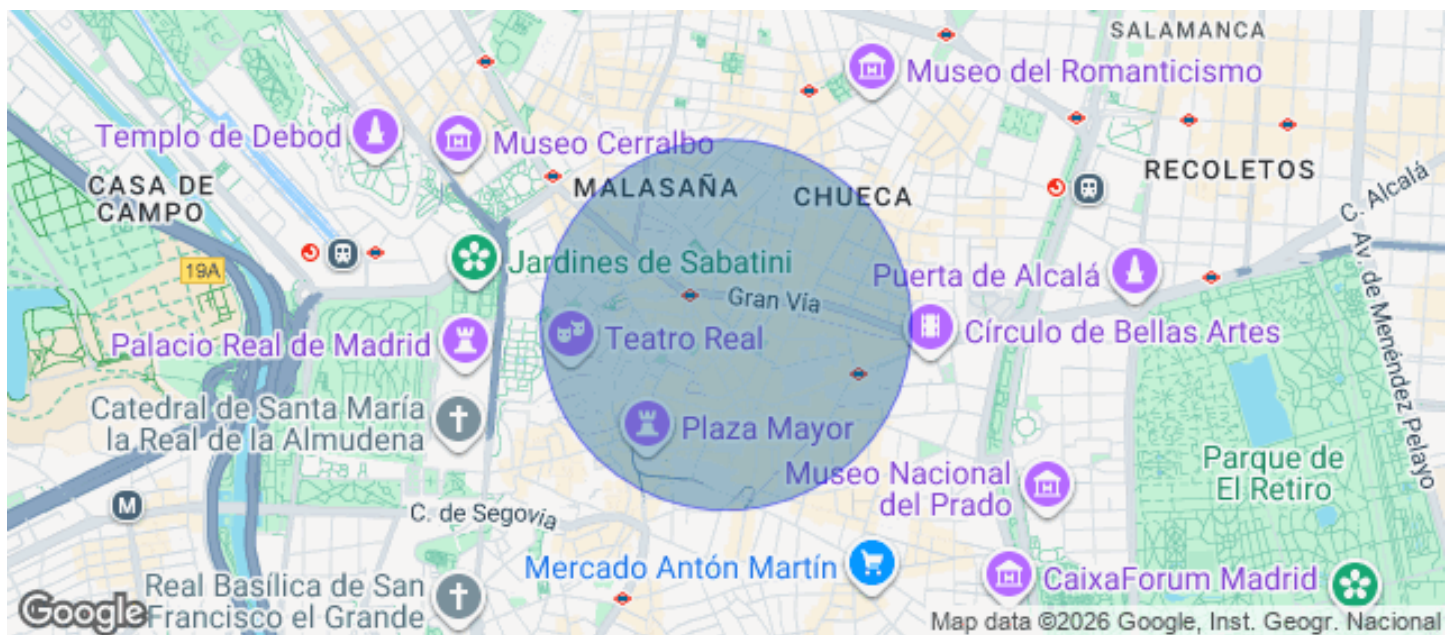 SALAMANCA
Museo del Romanticismo
Templo de Debod
Museo Cerralbo
RECOLETOS
CASA DE
CAMPO
MALASAÑA
CHUECA
C. Alcalá
19A
Jardines de Sabatini
Puerta de Alcalá
Gran Vía
Av. de Menéndez Pelayo
Palacio Real de Madrid
Teatro Real
Círculo de Bellas Artes
Catedral de Santa María
la Real de la Almudena
Plaza Mayor
Museo Nacional
del Prado
Parque de
El Retiro
M
C. de Segovia
Mercado Antón Martín
CaixaForum Madrid
Real Basílica de San
Francisco el Grande
Google
Map data ©2026 Google, Inst. Geogr. Nacional